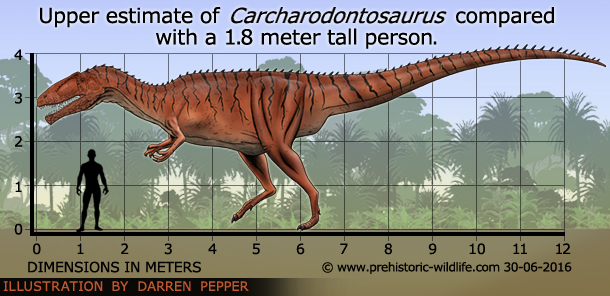 Upper estimate of Carcharodontosaurus compared
with a 1.8 meter tall person.
4
3
2
1
0
0 1 2 3 4 5 6 7 8 9 10 11 12
DIMENSIONS IN METERS © www.prehistoric-wildlife.com 30-06-2016
ILLUSTRATION BY DARREN PEPPER